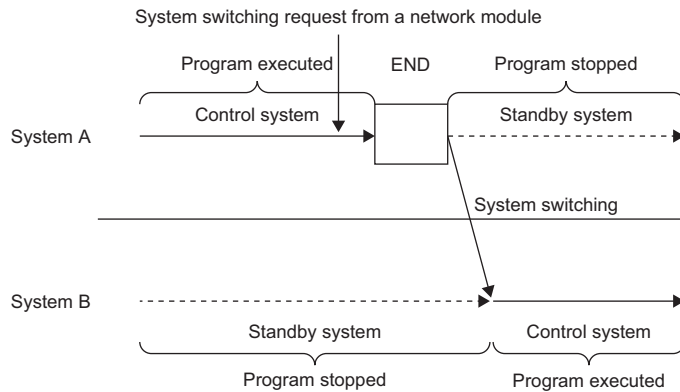 System switching request from a network module
Program executed
END
Program stopped
Control system
Standby system
System A
System switching
System B
Standby system
Control system
Program stopped
Program executed